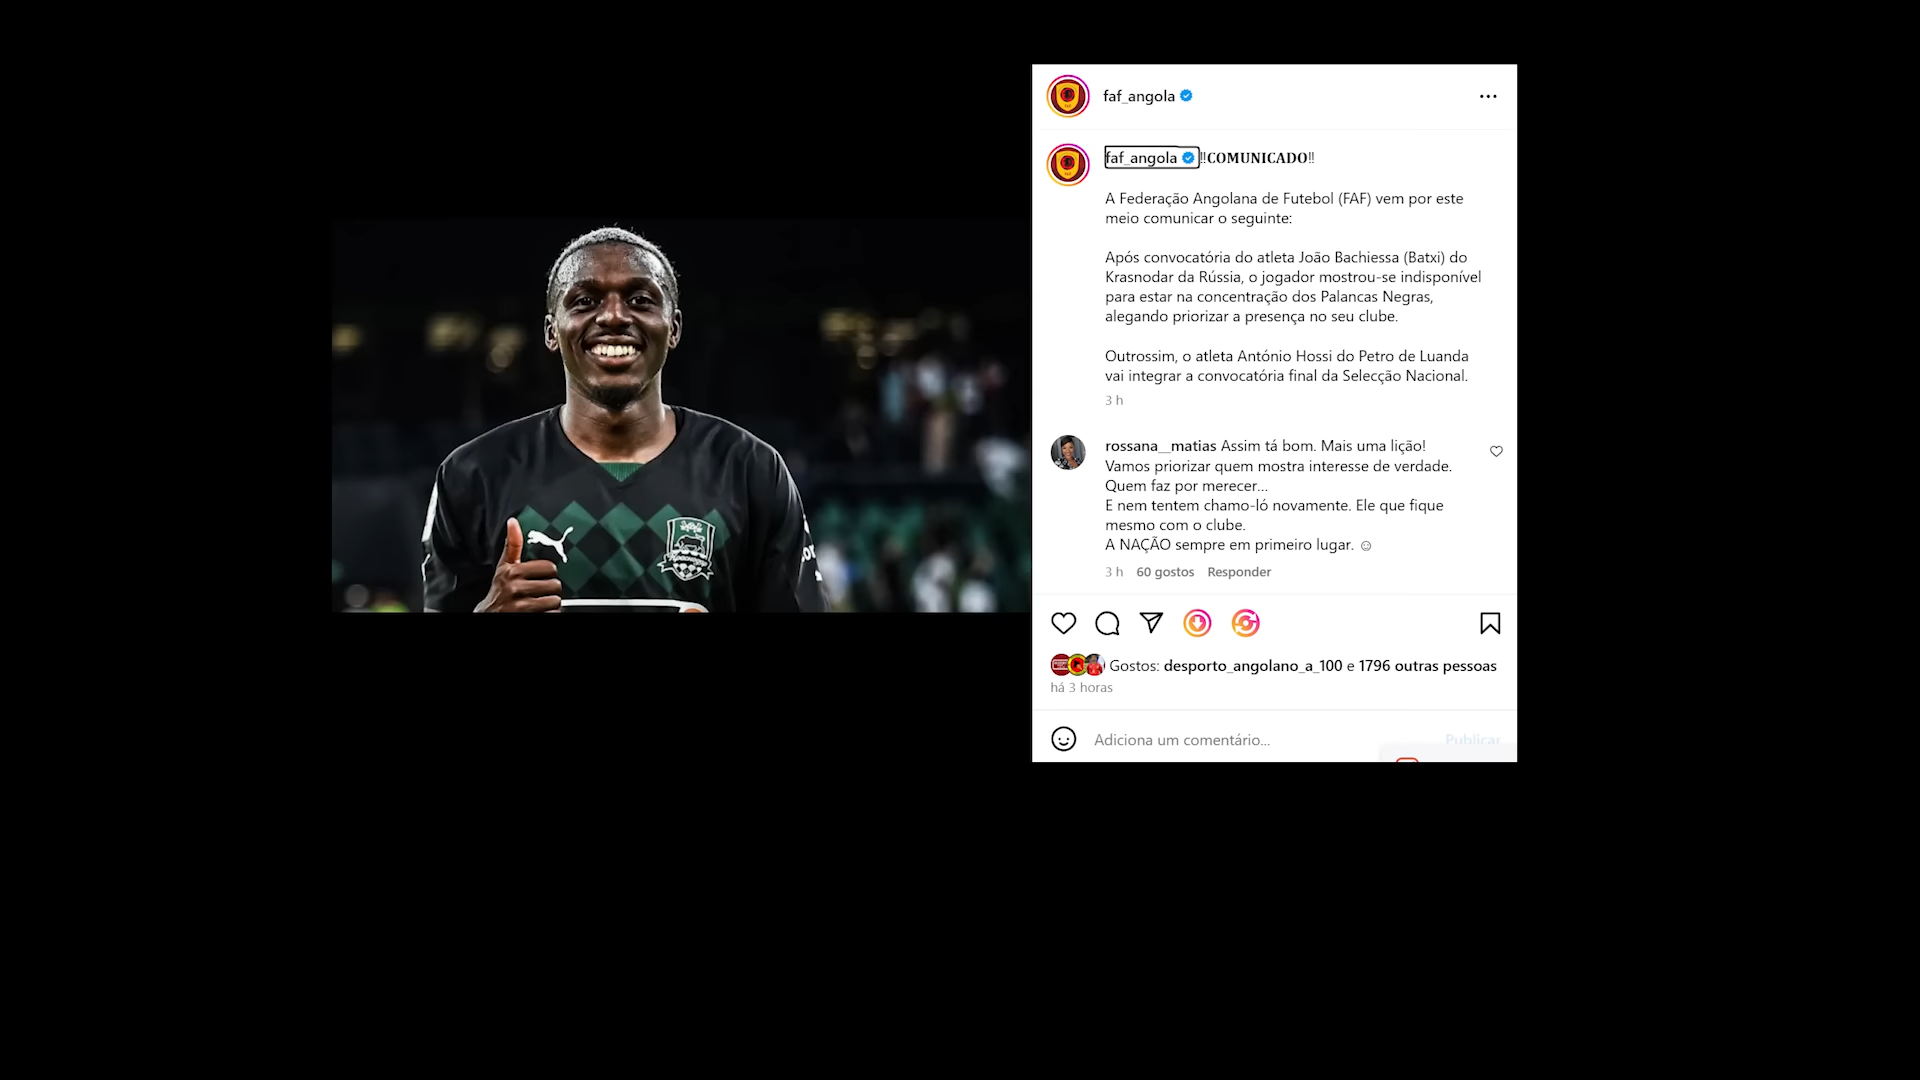 faf_angola
faf_angola ‼COMUNICADO‼
A Federação Angolana de Futebol (FAF) vem por este
meio comunicar o seguinte:
Após convocatória do atleta João Bachiessa (Batxi) do
Krasnodar da Rússia, o jogador mostrou-se indisponível
para estar na concentração dos Palancas Negras,
alegando priorizar a presença no seu clube.
Outrossim, o atleta António Hossi do Petro de Luanda
vai integrar a convocatória final da Selecção Nacional.
3 h
rossana__matias Assim tá bom. Mais uma lição!
Vamos priorizar quem mostra interesse de verdade.
Quem faz por merecer...
E nem tentem chamo-ló novamente. Ele que fique
mesmo com o clube.
A NAÇÃO sempre em primeiro lugar. ☺
3 h 60 gostos Responder
Gostos: desporto_angolano_a_100 e 1796 outras pessoas
há 3 horas
Adiciona um comentário... Publicar